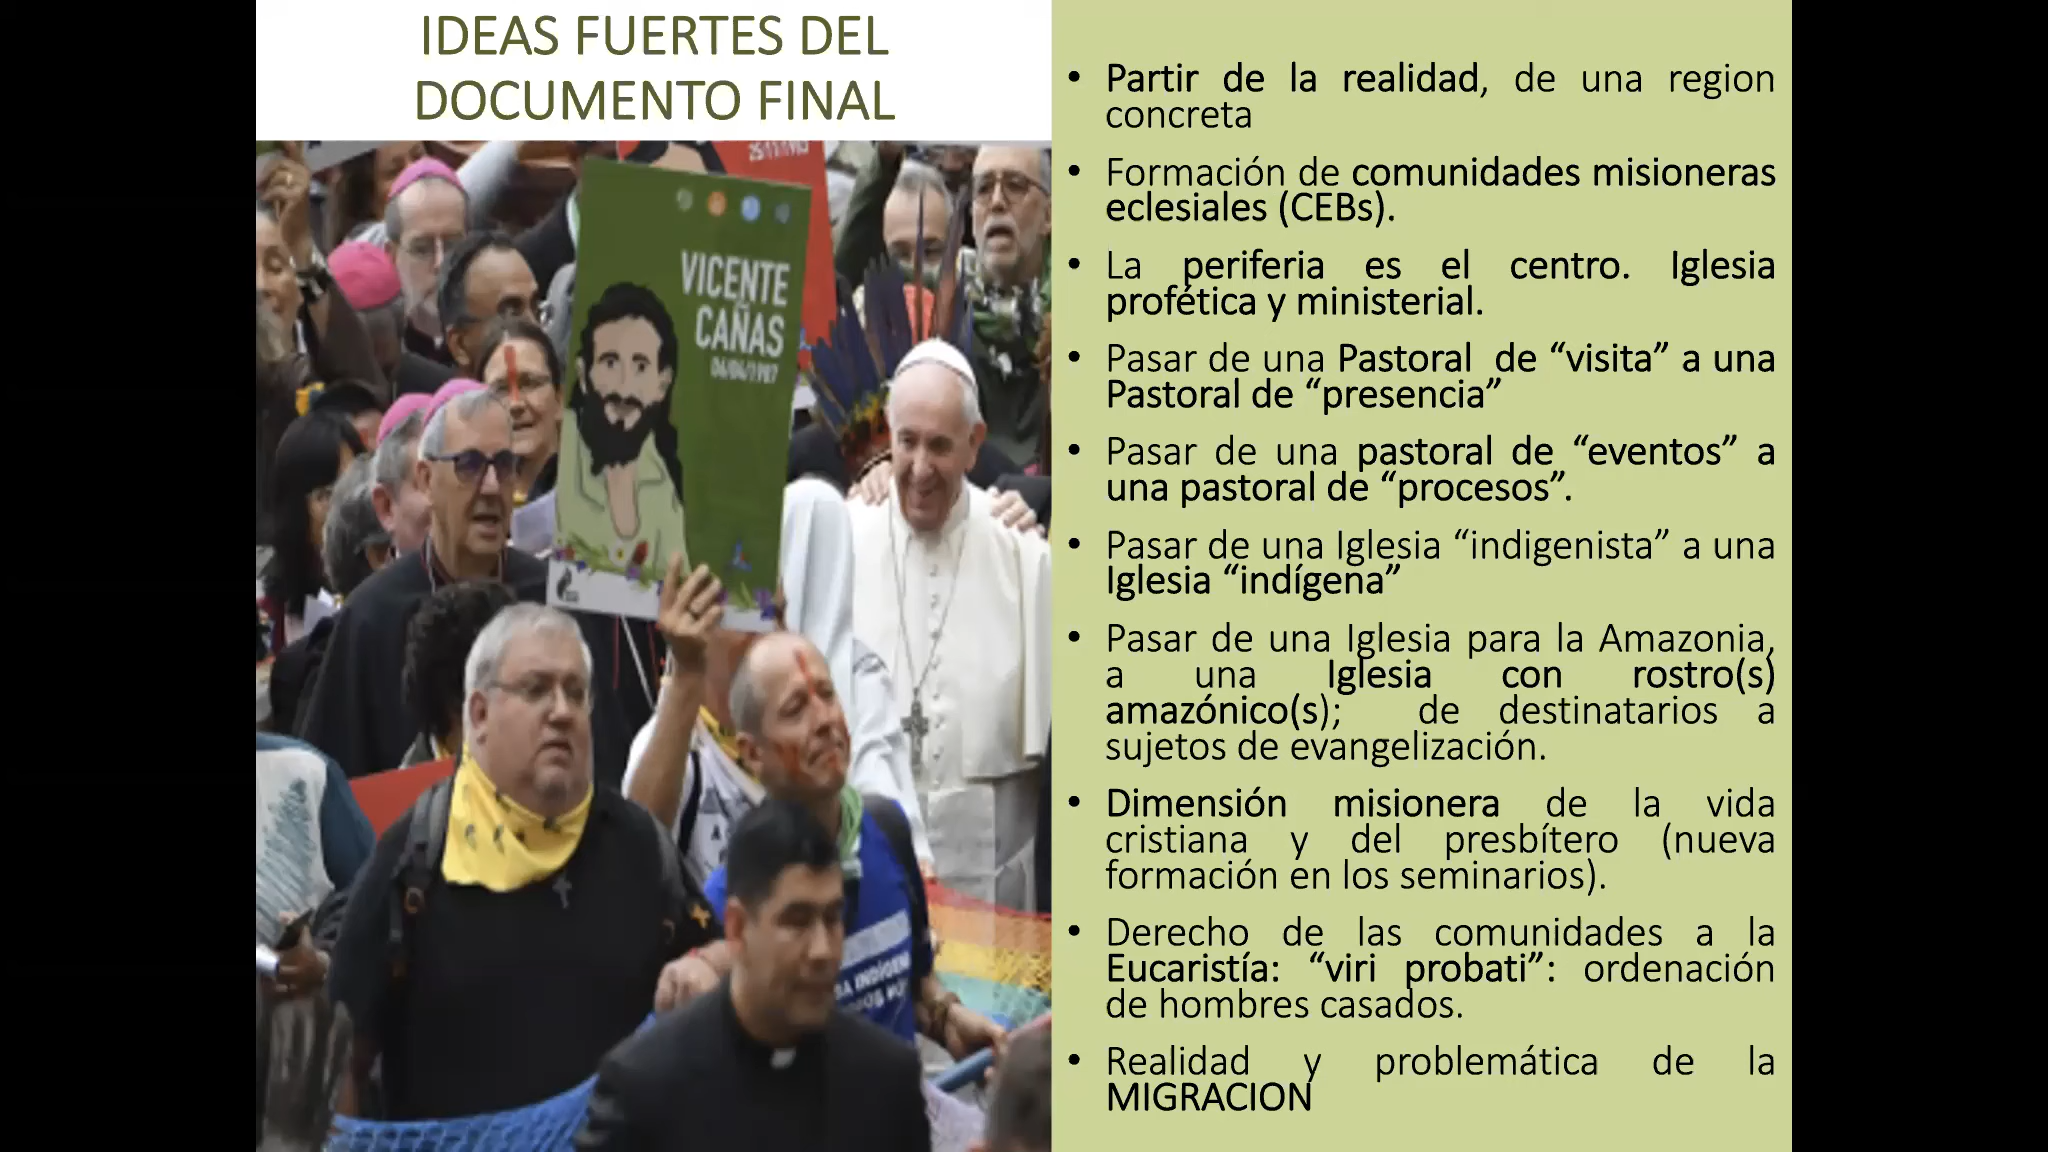 IDEAS FUERTES DEL
DOCUMENTO FINAL
VICENTE
CAÑAS
06/04/1987
• Partir de la realidad, de una region
concreta
• Formación de comunidades misioneras
eclesiales (CEBs).
• La periferia es el centro. Iglesia
profética y ministerial.
• Pasar de una Pastoral de “visita” a una
Pastoral de “presencia”
• Pasar de una pastoral de “eventos” a
una pastoral de “procesos”.
• Pasar de una Iglesia “indigenista” a una
Iglesia “indígena”
• Pasar de una Iglesia para la Amazonia,
a una Iglesia con rostro(s)
amazónico(s); de destinatarios a
sujetos de evangelización.
• Dimensión misionera de la vida
cristiana y del presbítero (nueva
formación en los seminarios).
• Derecho de las comunidades a la
Eucaristía: “viri probati”: ordenación
de hombres casados.
• Realidad y problemática de la
MIGRACION